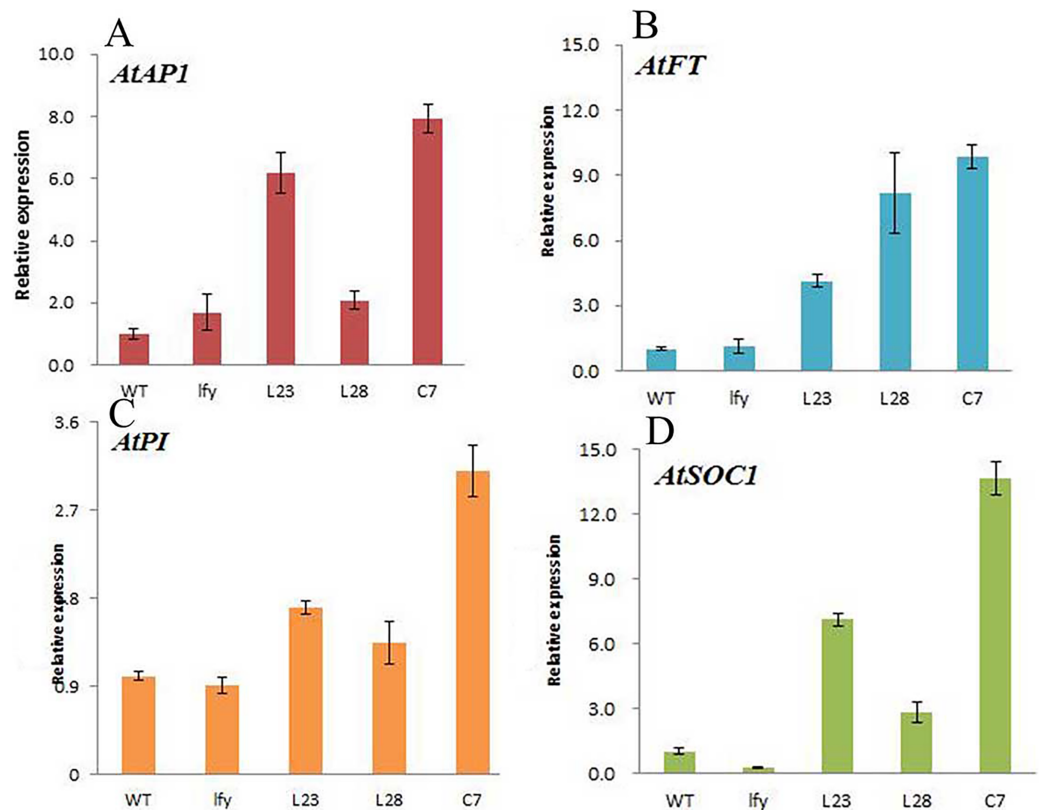 A
AtAP1
Relative expression
10.0
8.0
6.0
4.0
2.0
0.0
WT lfy L23 L28 C7
B
AtFT
Relative expression
15.0
12.0
9.0
6.0
3.0
0.0
WT lfy L23 L28 C7
C
AtPI
Relative expression
3.6
2.7
.8
0.9
0
WT lfy L23 L28 C7
D
AtSOC1
Relative expression
15.0
12.0
9.0
6.0
3.0
0.0
WT lfy L23 L28 C7